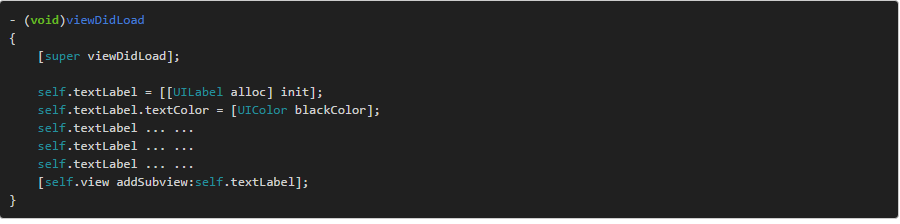 - (void)viewDidLoad
{
    [super viewDidLoad];

    self.textLabel = [[UILabel alloc] init];
    self.textLabel.textColor = [UIColor blackColor];
    self.textLabel ... ...
    self.textLabel ... ...
    self.textLabel ... ...
    [self.view addSubview:self.textLabel];
}